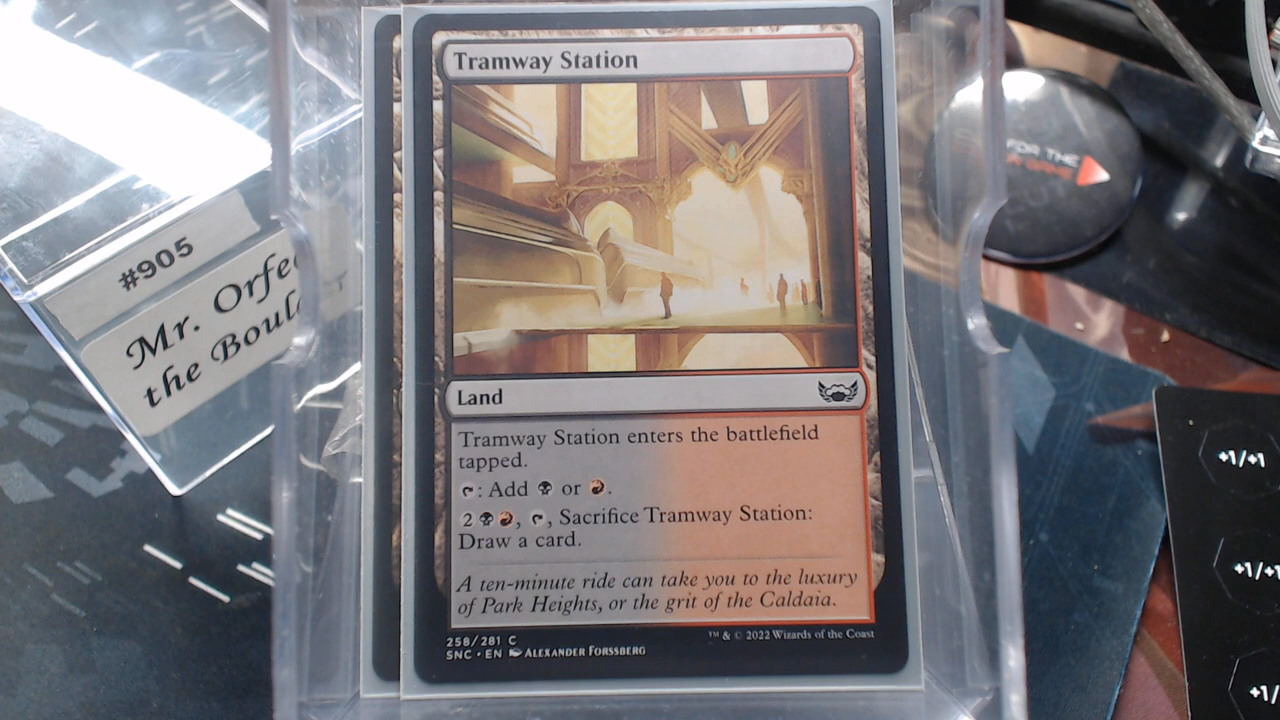 Tramway Station
Land
Tramway Station enters the battlefield
tapped.
: Add or .
2 , , Sacrifice Tramway Station:
Draw a card.
A ten-minute ride can take you to the luxury
of Park Heights, or the grit of the Caldaia.
258/281 C
SNC • EN ALEXANDER FORSSBERG
™ & © 2022 Wizards of the Coast
#905
Mr.
the
FOR THE
+1/+1
+1/+1
+1/